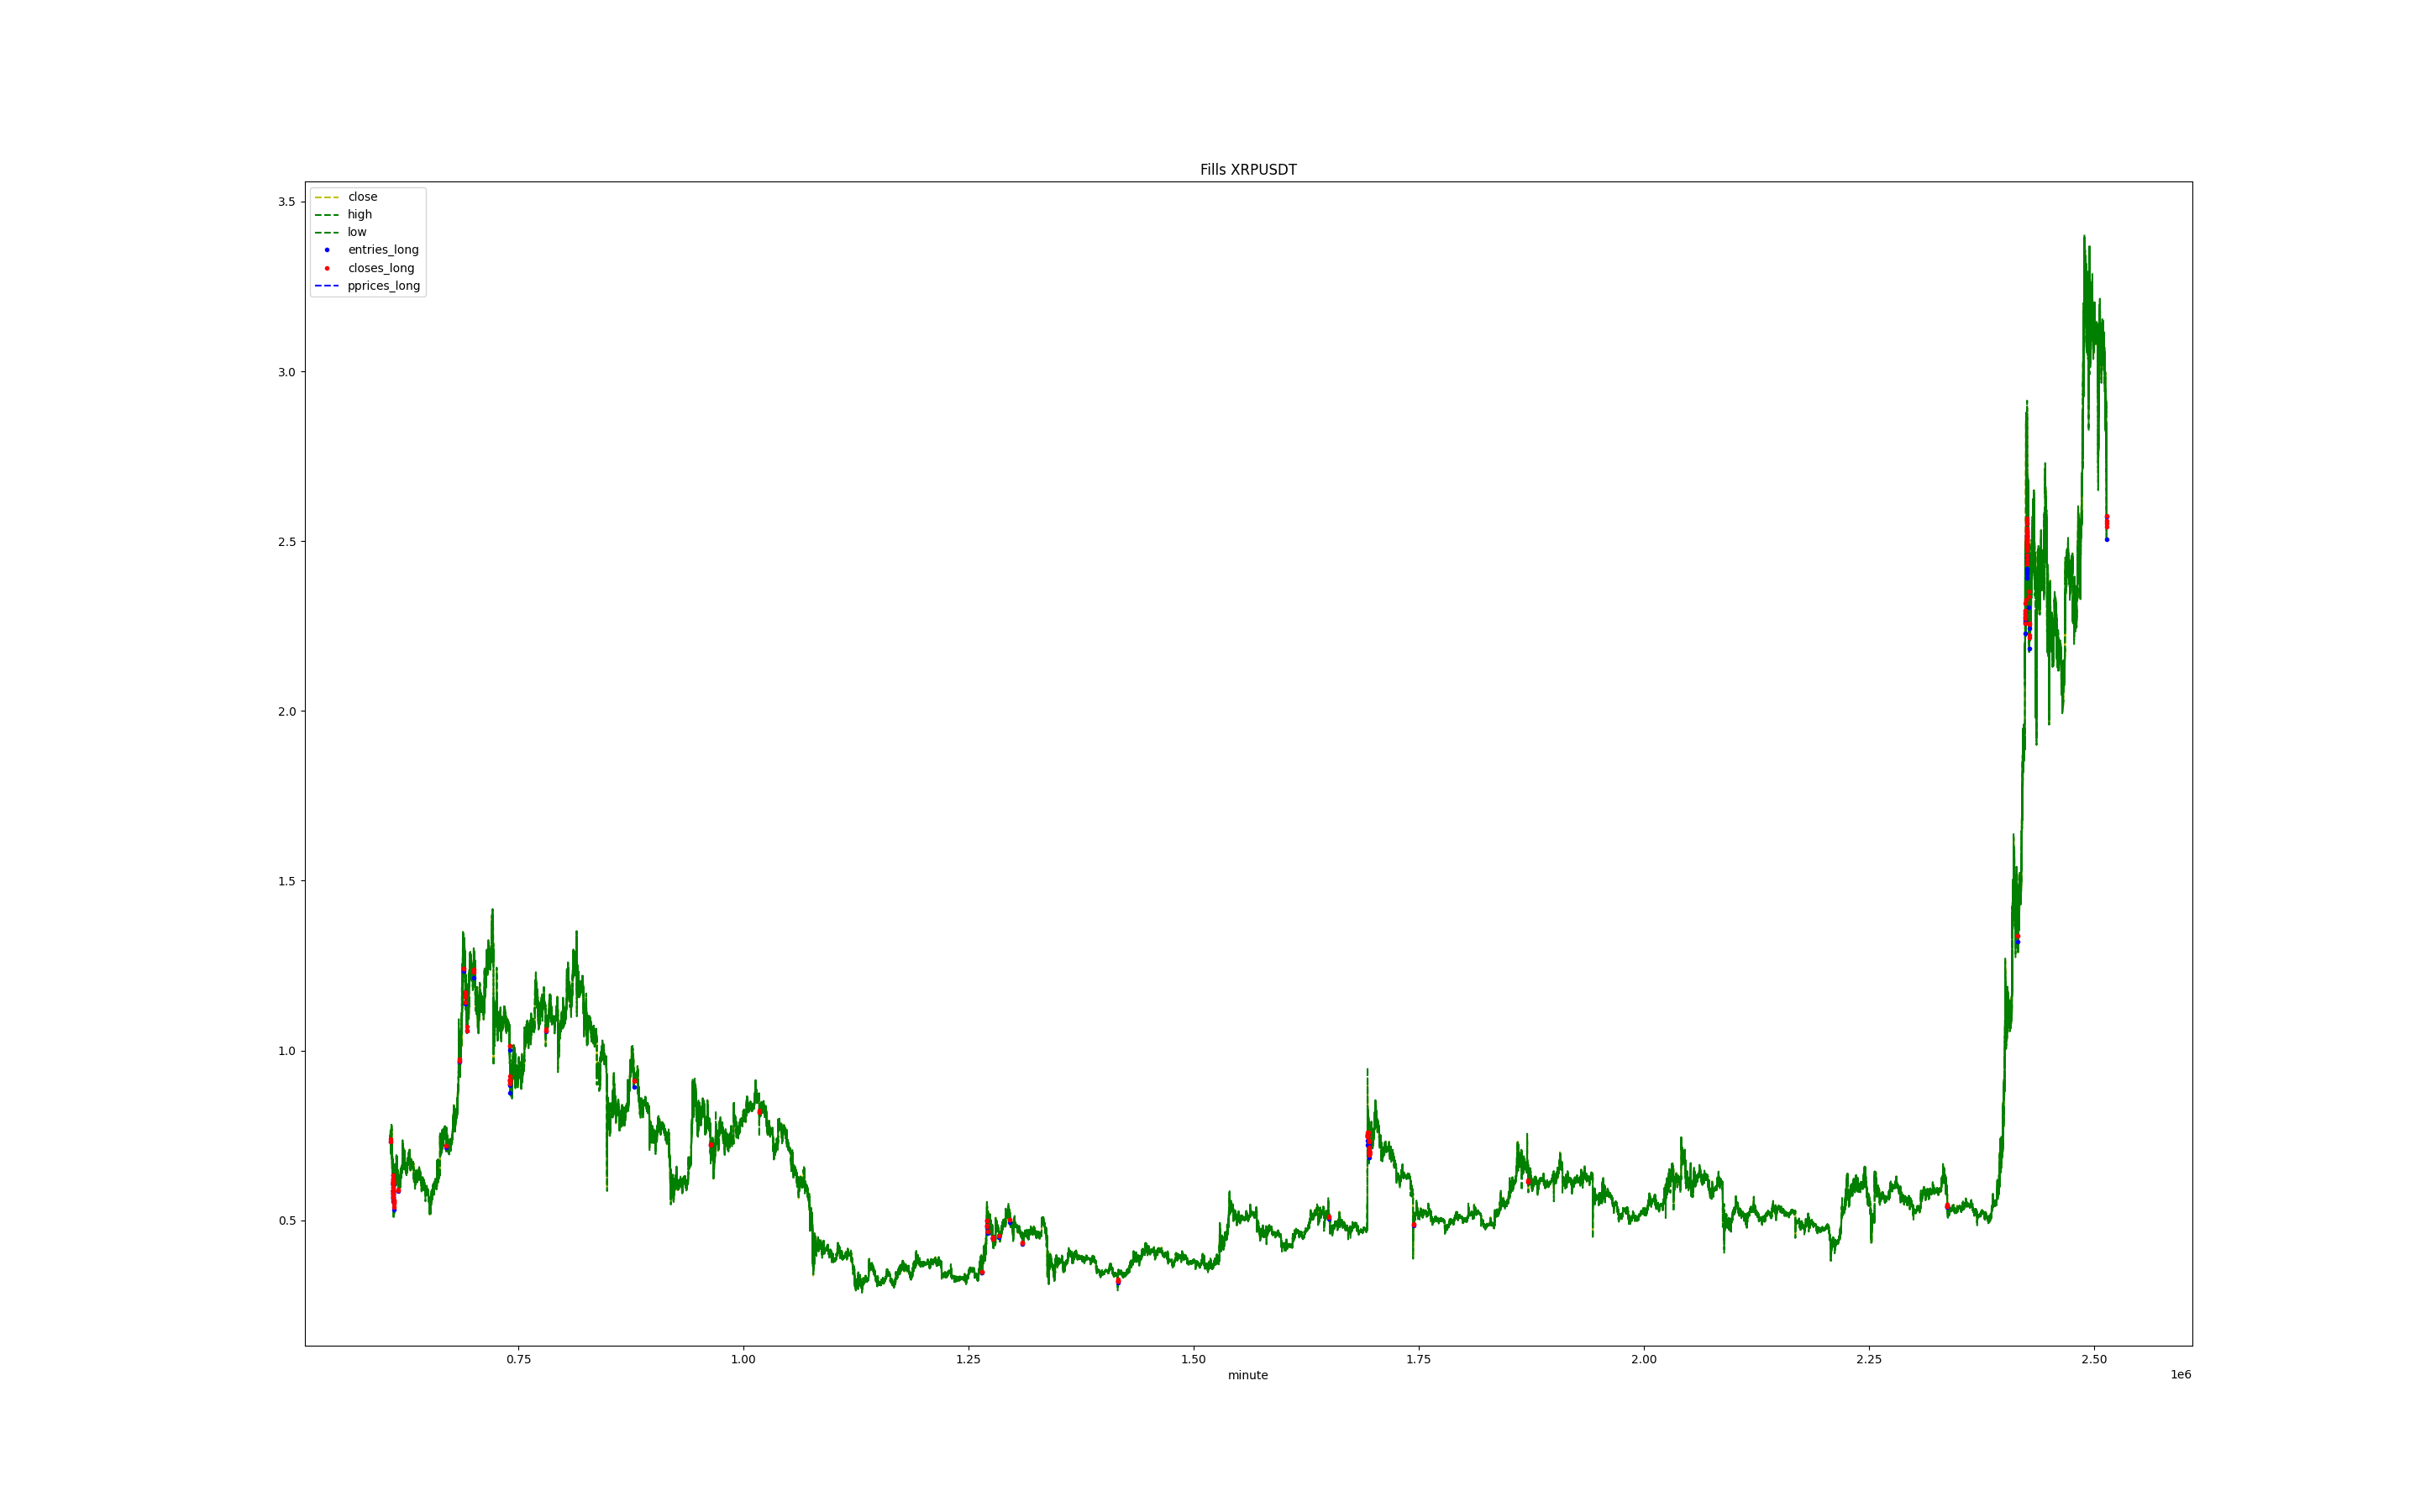 Fills XRPUSDT
close
high
low
entries_long
closes_long
pprices_long
3.5
3.0
2.5
2.0
1.5
1.0
0.5
0.75 1.00 1.25 1.50 1.75 2.00 2.25 2.50
minute
1e6